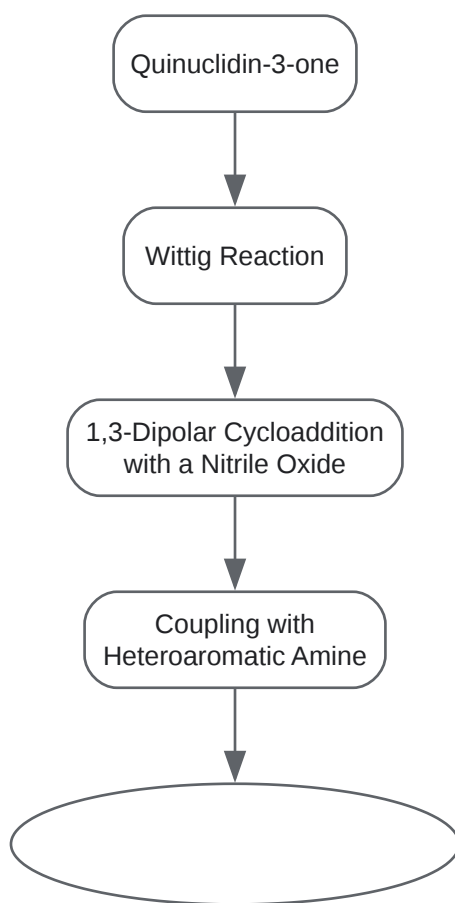 Quinuclidin-3-one
Wittig Reaction
1,3-Dipolar Cycloaddition
with a Nitrile Oxide
Coupling with
Heteroaromatic Amine